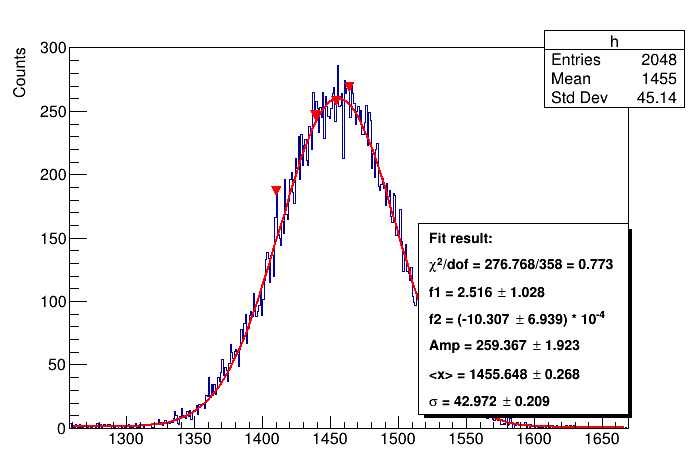 h
Entries 2048
Mean 1455
Std Dev 45.14
Counts
300
250
200
150
100
50
0
1300 1350 1400 1450 1500 1550 1600 1650
Fit result:
χ²/dof = 276.768/358 = 0.773
f1 = 2.516 ± 1.028
f2 = (-10.307 ± 6.939) * 10⁻⁴
Amp = 259.367 ± 1.923
<x> = 1455.648 ± 0.268
σ = 42.972 ± 0.209